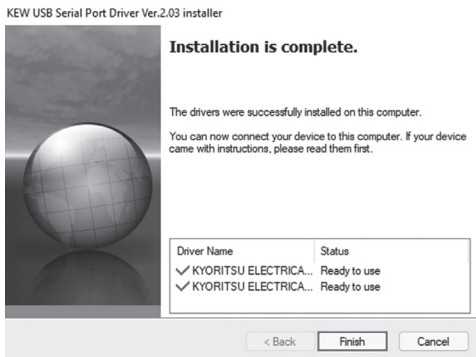 KEW USB Serial Port Driver Ver.2.03 installer
Installation is complete.
The drivers were successfully installed on this computer.
You can now connect your device to this computer. If your device
came with instructions, please read them first.
Driver Name Status
KYORITSU ELECTRICA... Ready to use
KYORITSU ELECTRICA... Ready to use
< Back Finish Cancel